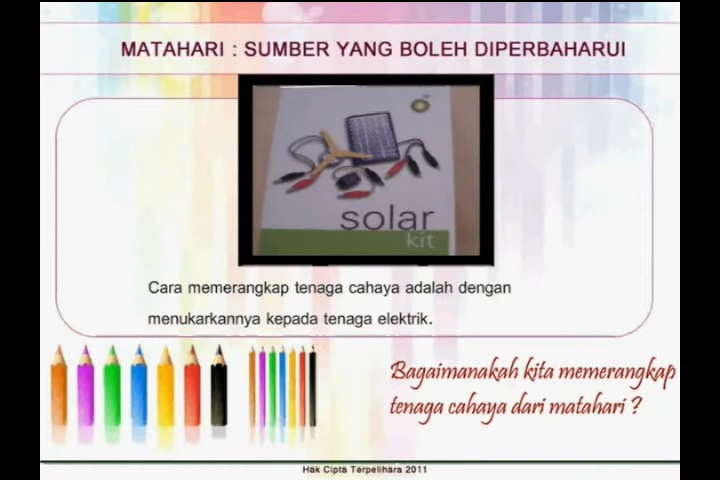 MATAHARI : SUMBER YANG BOLEH DIPERBAHARUI
solar
kit
Cara memerangkap tenaga cahaya adalah dengan
menukarkannya kepada tenaga elektrik.
Bagaimanakah kita memerangkap
tenaga cahaya dari matahari ?
Hak Cipta Terpelihara 2011